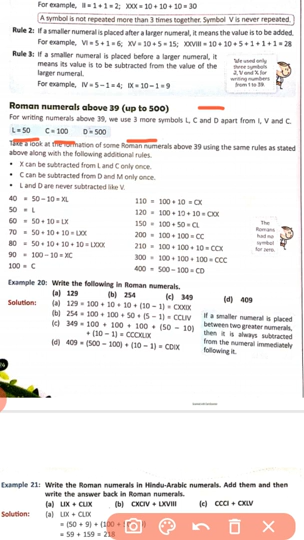 For example, II = 1 + 1 = 2; XXX = 10 + 10 + 10 = 30
A symbol is not repeated more than 3 times together. Symbol V is never repeated.
Rule 2: If a smaller numeral is placed after a larger numeral, it means the value is to be added.
For example, VI = 5 + 1 = 6; XV = 10 + 5 = 15; XXVIII = 10 + 10 + 5 + 1 + 1 + 1 = 28
Rule 3: If a smaller numeral is placed before a larger numeral, it
means its value is to be subtracted from the value of the
larger numeral.
For example, IV = 5 – 1 = 4; IX = 10 – 1 = 9
We used only
three symbols
I, V and X for
writing numbers
from 1 to 39.
Roman numerals above 39 (up to 500)
For writing numerals above 39, we use 3 more symbols L, C and D apart from I, V and C.
L = 50 C = 100 D = 500
Take a look at the formation of some Roman numerals above 39 using the same rules as stated
above along with the following additional rules.
• X can be subtracted from L and C only once.
• C can be subtracted from D and M only once.
• L and D are never subtracted like V.
40 = 50 – 10 = XL
50 = L
60 = 50 + 10 = LX
70 = 50 + 10 + 10 = LXX
80 = 50 + 10 + 10 + 10 = LXXX
90 = 100 – 10 = XC
100 = C
110 = 100 + 10 = CX
120 = 100 + 10 + 10 = CXX
150 = 100 + 50 = CL
200 = 100 + 100 = CC
210 = 100 + 100 + 10 = CCX
300 = 100 + 100 + 100 = CCC
400 = 500 – 100 = CD
The
Romans
had no
symbol
for zero.
Example 20: Write the following in Roman numerals.
(a) 129 (b) 254 (c) 349 (d) 409
Solution: (a) 129 = 100 + 10 + 10 + (10 – 1) = CXXIX
(b) 254 = 100 + 100 + 50 + (5 – 1) = CCLIV
(c) 349 = 100 + 100 + 100 + (50 – 10)
+ (10 – 1) = CCCXLIX
(d) 409 = (500 – 100) + (10 – 1) = CDIX
If a smaller numeral is placed
between two greater numerals,
then it is always subtracted
from the numeral immediately
following it.
Example 21: Write the Roman numerals in Hindu-Arabic numerals. Add them and then
write the answer back in Roman numerals.
(a) LIX + CLIX (b) CXCIV + LXVIII (c) CCCI + CXLV
Solution: (a) LIX + CLIX
= (50 + 9) + (100 +
= 59 + 159 = 218